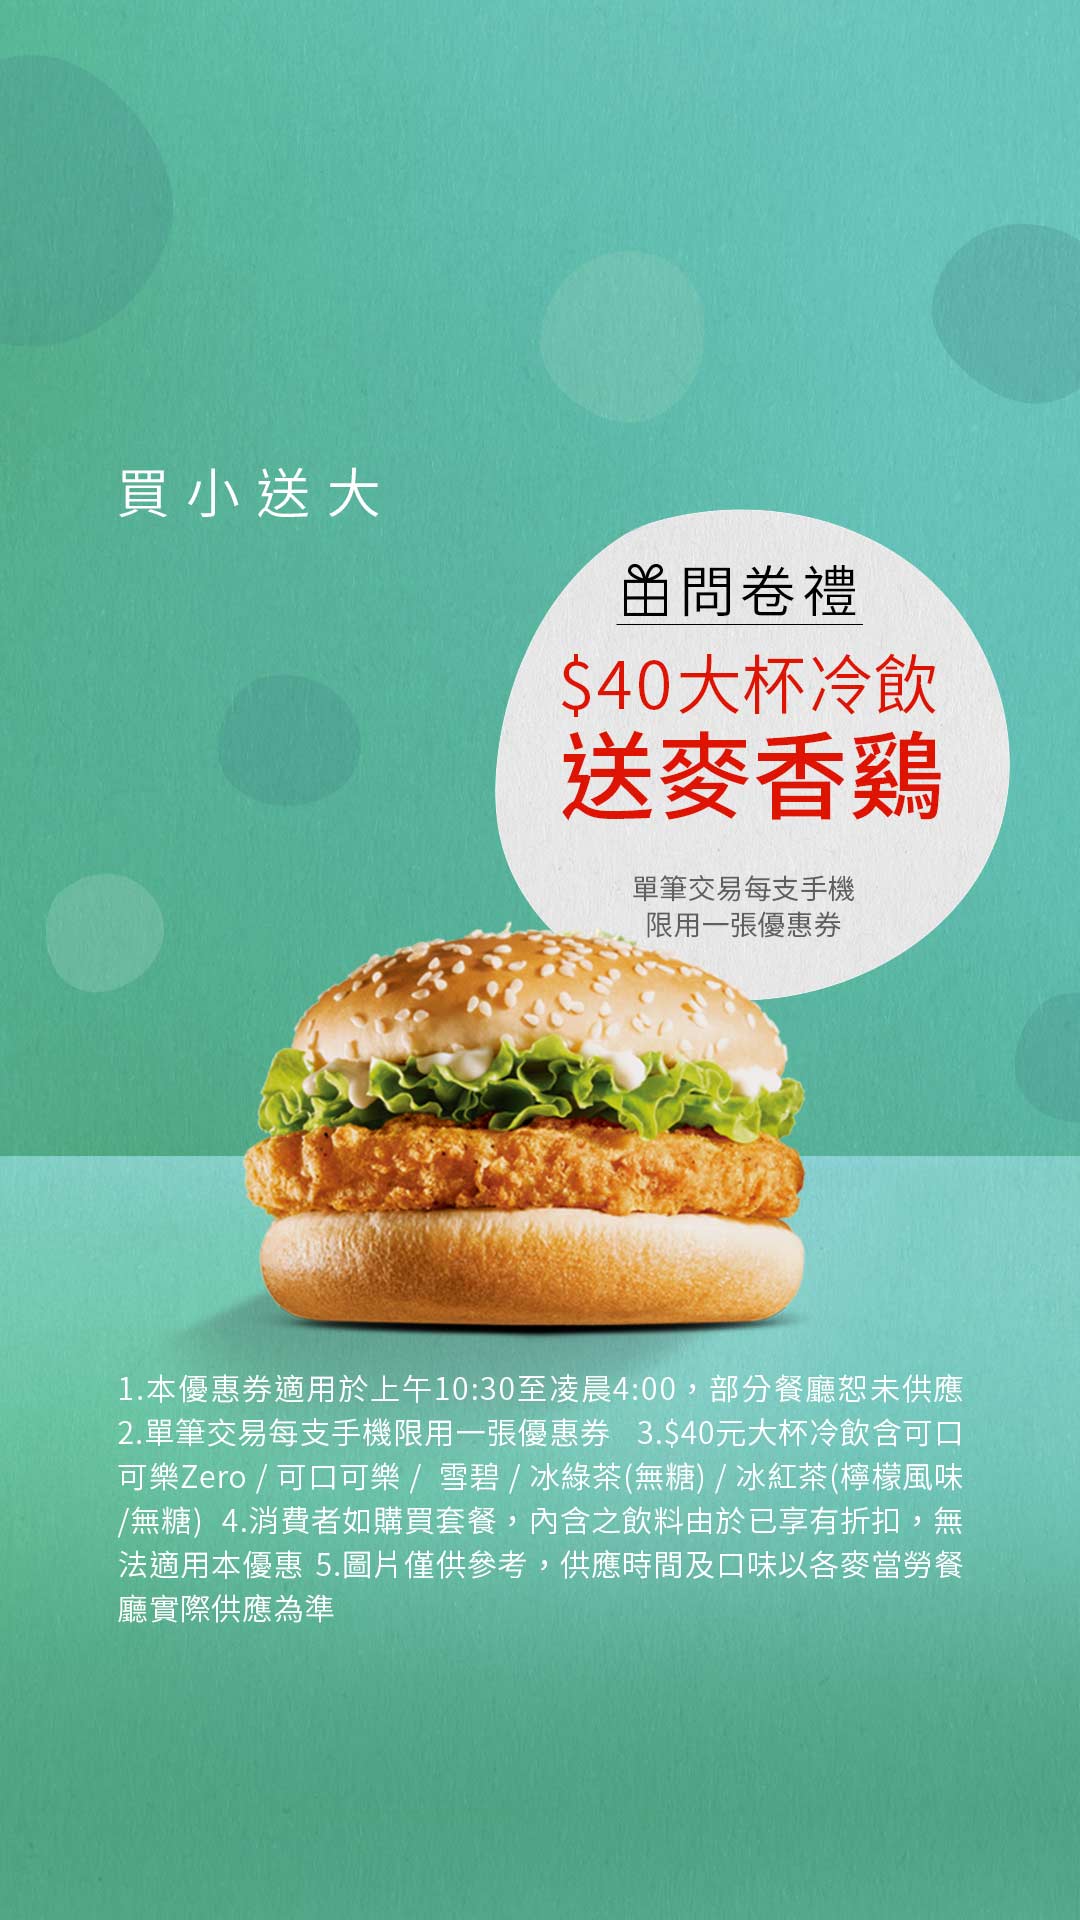 買小送大
問卷禮
$40大杯冷飲
送麥香鷄
單筆交易每支手機
限用一張優惠券
1.本優惠券適用於上午10:30至凌晨4:00，部分餐廳恕未供應
2.單筆交易每支手機限用一張優惠券 3.$40元大杯冷飲含可口
可樂Zero / 可口可樂 / 雪碧 / 冰綠茶(無糖) / 冰紅茶(檸檬風味
/無糖) 4.消費者如購買套餐，內含之飲料由於已享有折扣，無
法適用本優惠 5.圖片僅供參考，供應時間及口味以各麥當勞餐
廳實際供應為準